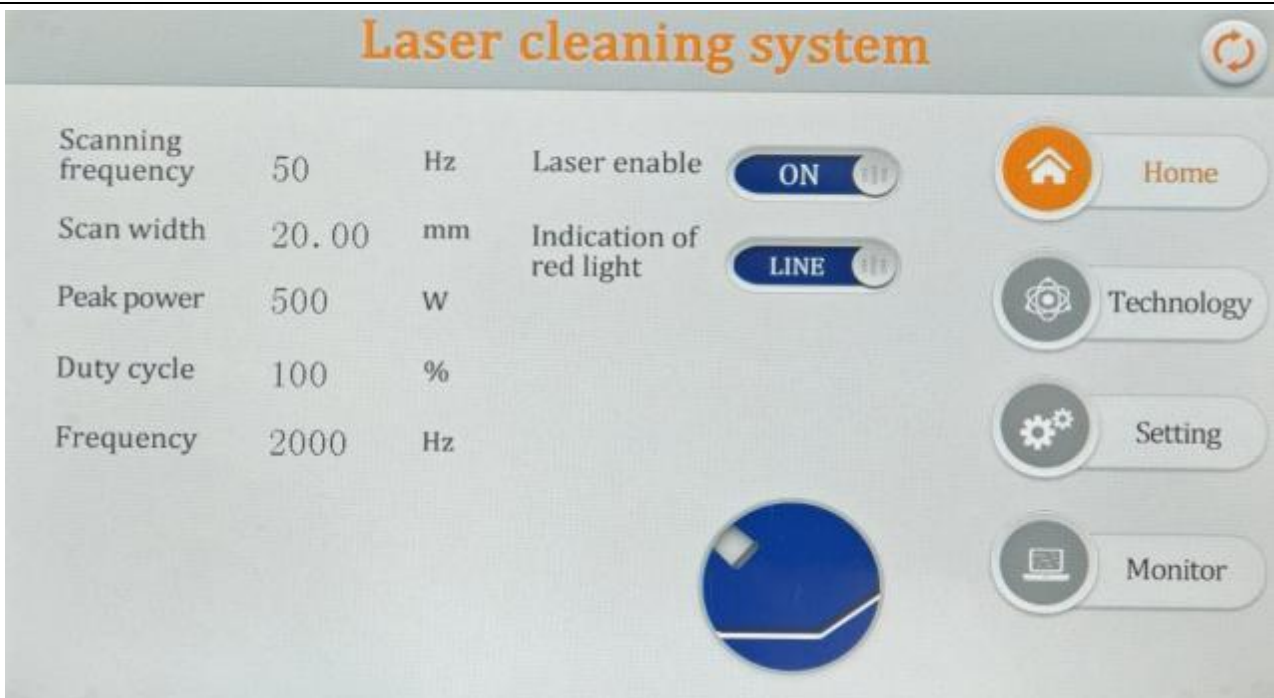 Laser cleaning system
Scanning
frequency 50 Hz
Laser enable ON
Scan width 20.00 mm
Indication of
red light LINE
Peak power 500 W
Duty cycle 100 %
Frequency 2000 Hz
Home
Technology
Setting
Monitor